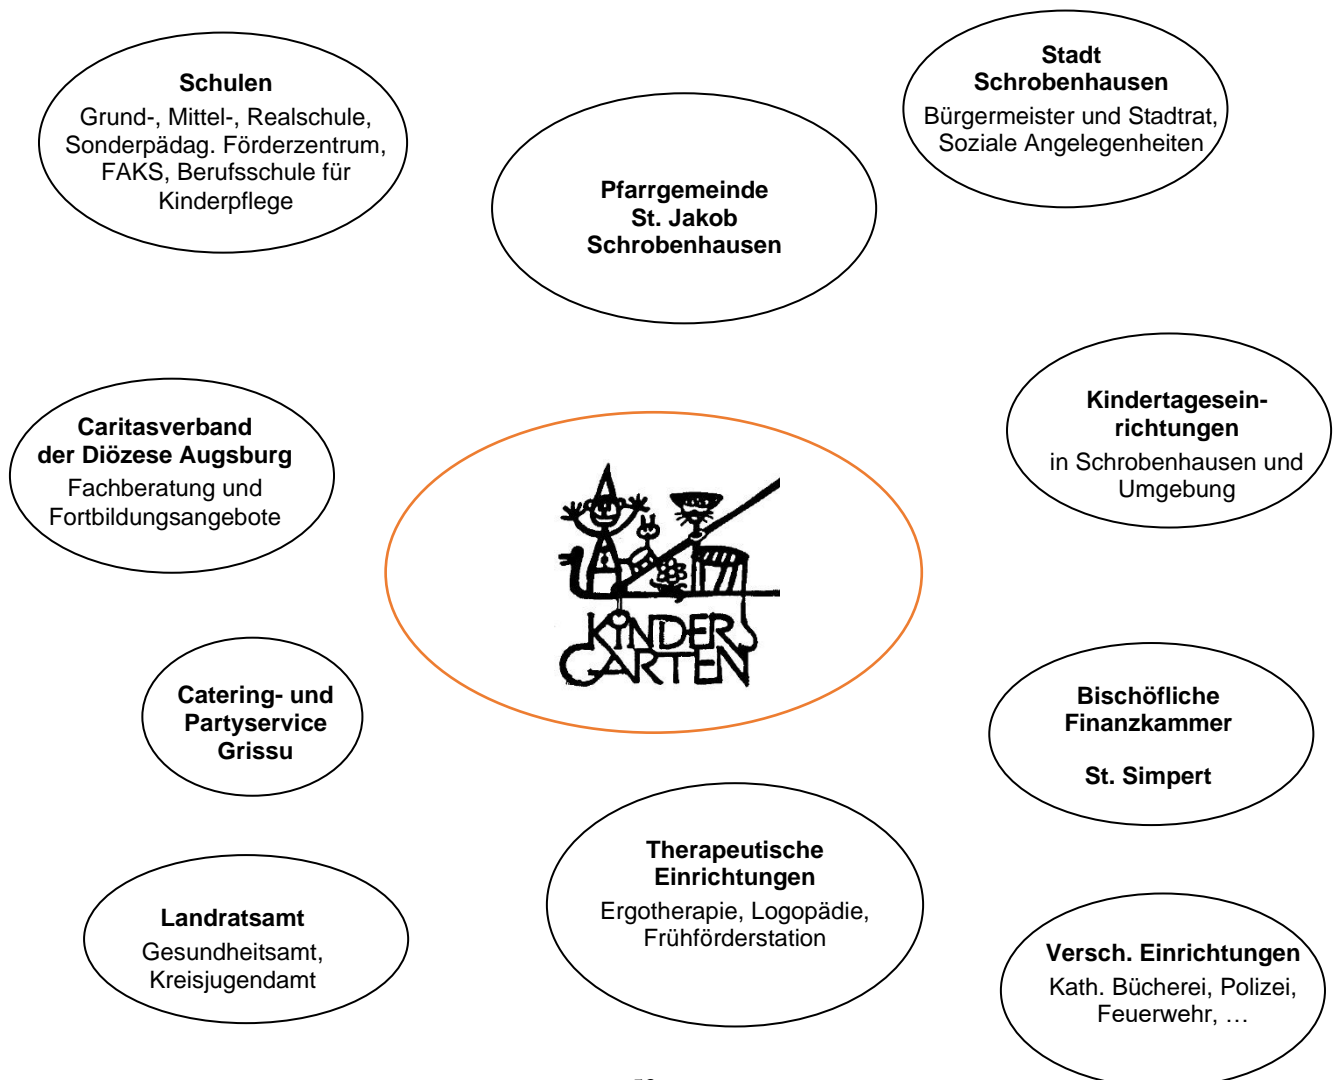 Schulen
Grund-, Mittel-, Realschule,
Sonderpädag. Förderzentrum,
FAKS, Berufsschule für
Kinderpflege
Pfarrgemeinde
St. Jakob
Schrobenhausen
Stadt
Schrobenhausen
Bürgermeister und Stadtrat,
Soziale Angelegenheiten
Caritasverband
der Diözese Augsburg
Fachberatung und
Fortbildungsangebote
KINDER
GARTEN
Kindertagesein-
richtungen
in Schrobenhausen und
Umgebung
Catering- und
Partyservice
Grissu
Bischöfliche
Finanzkammer
St. Simpert
Landratsamt
Gesundheitsamt,
Kreisjugendamt
Therapeutische
Einrichtungen
Ergotherapie, Logopädie,
Frühförderstation
Versch. Einrichtungen
Kath. Bücherei, Polizei,
Feuerwehr, …